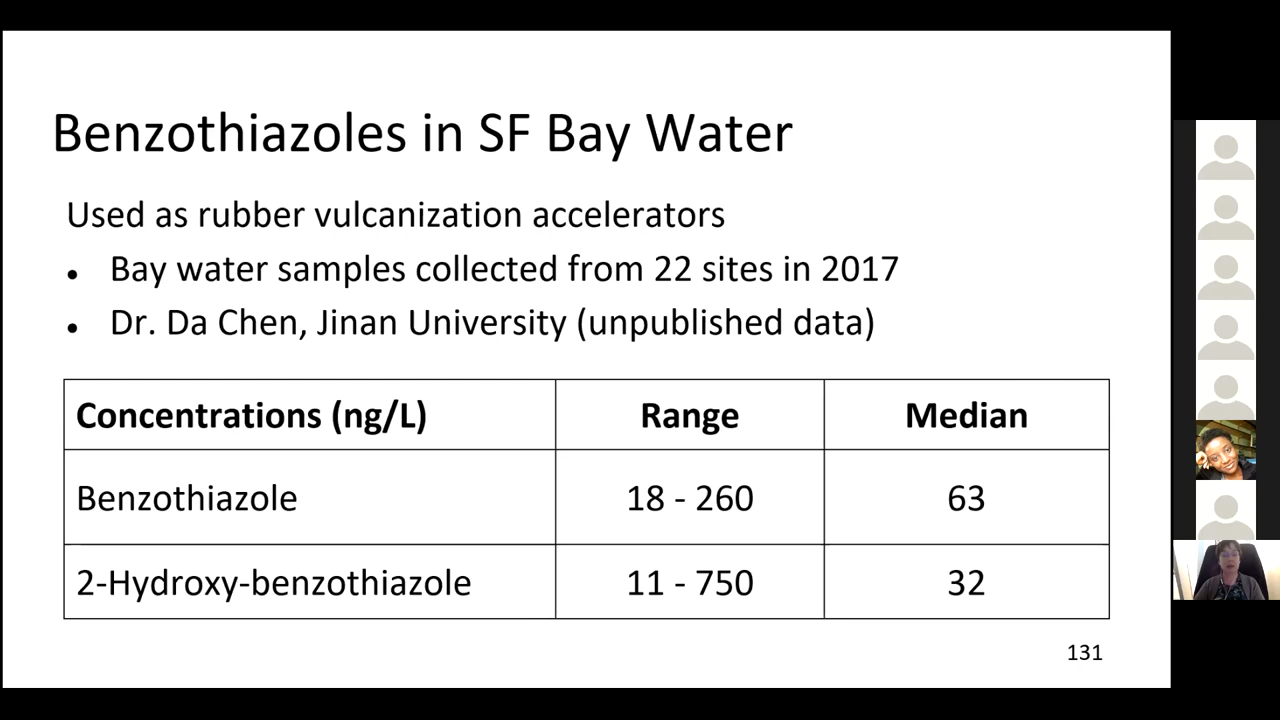 Benzothiazoles in SF Bay Water
Used as rubber vulcanization accelerators
• Bay water samples collected from 22 sites in 2017
• Dr. Da Chen, Jinan University (unpublished data)
Concentrations (ng/L) Range Median
Benzothiazole 18 - 260 63
2-Hydroxy-benzothiazole 11 - 750 32
131